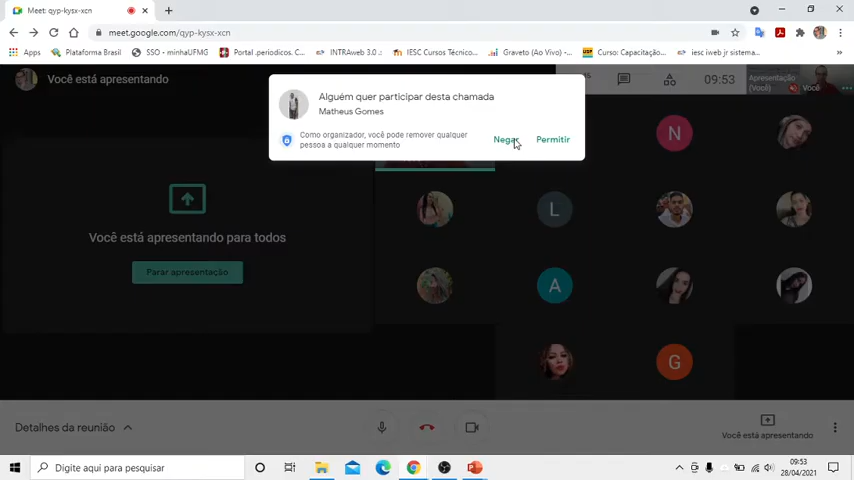 Meet: qyp-kysx-xcn
meet.google.com/qyp-kysx-xcn
Apps
Plataforma Brasil
SSO - minhaUFMG
Portal .periodicos. C...
INTRAweb 3.0 .:
IESC Cursos Técnico...
Graveto (Ao Vivo) -...
Curso: Capacitação...
iesc iweb jr sistema...
Você está apresentando
09:53
Apresentação
(Você)
Você
Alguém quer participar desta chamada
Matheus Gomes
Como organizador, você pode remover qualquer
pessoa a qualquer momento
Negar
Permitir
N
L
A
G
Você está apresentando para todos
Parar apresentação
Detalhes da reunião
Você está apresentando
Digite aqui para pesquisar
09:53
28/04/2021